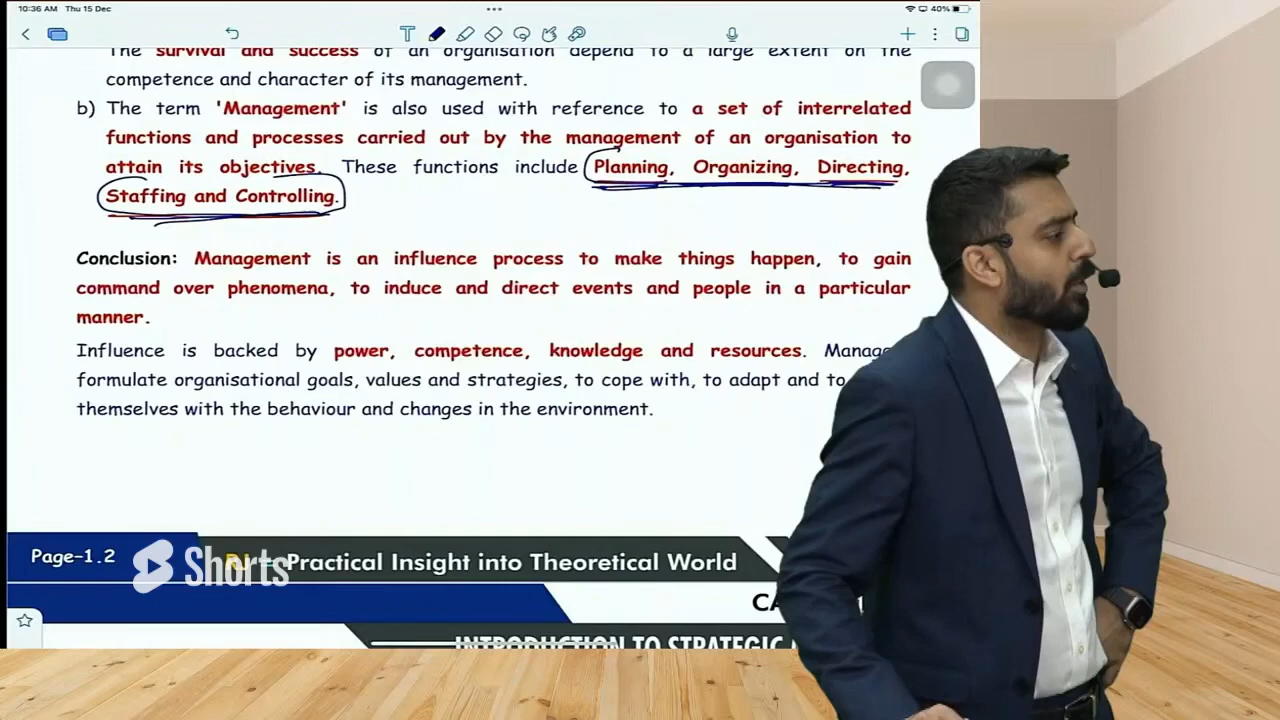 10:36 AM Thu 15 Dec
40%
The survival and success of an organisation depend to a large extent on the
competence and character of its management.
b) The term 'Management' is also used with reference to a set of interrelated
functions and processes carried out by the management of an organisation to
attain its objectives. These functions include Planning, Organizing, Directing,
Staffing and Controlling.
Conclusion: Management is an influence process to make things happen, to gain
command over phenomena, to induce and direct events and people in a particular
manner.
Influence is backed by power, competence, knowledge and resources.
formulate organisational goals, values and strategies, to cope with, to adapt and to
themselves with the behaviour and changes in the environment.
Page-1.2
Shorts
Practical Insight into Theoretical World
INTRODUCTION TO STRATEGIC